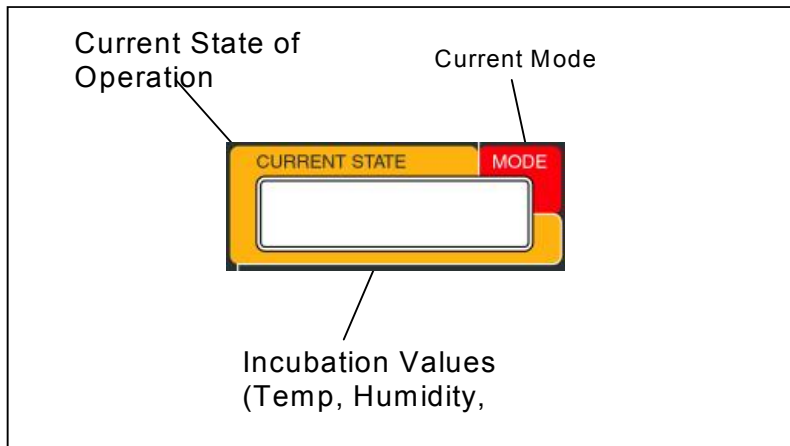 Current State of
Operation
Current Mode
CURRENT STATE
MODE
Incubation Values
(Temp, Humidity,